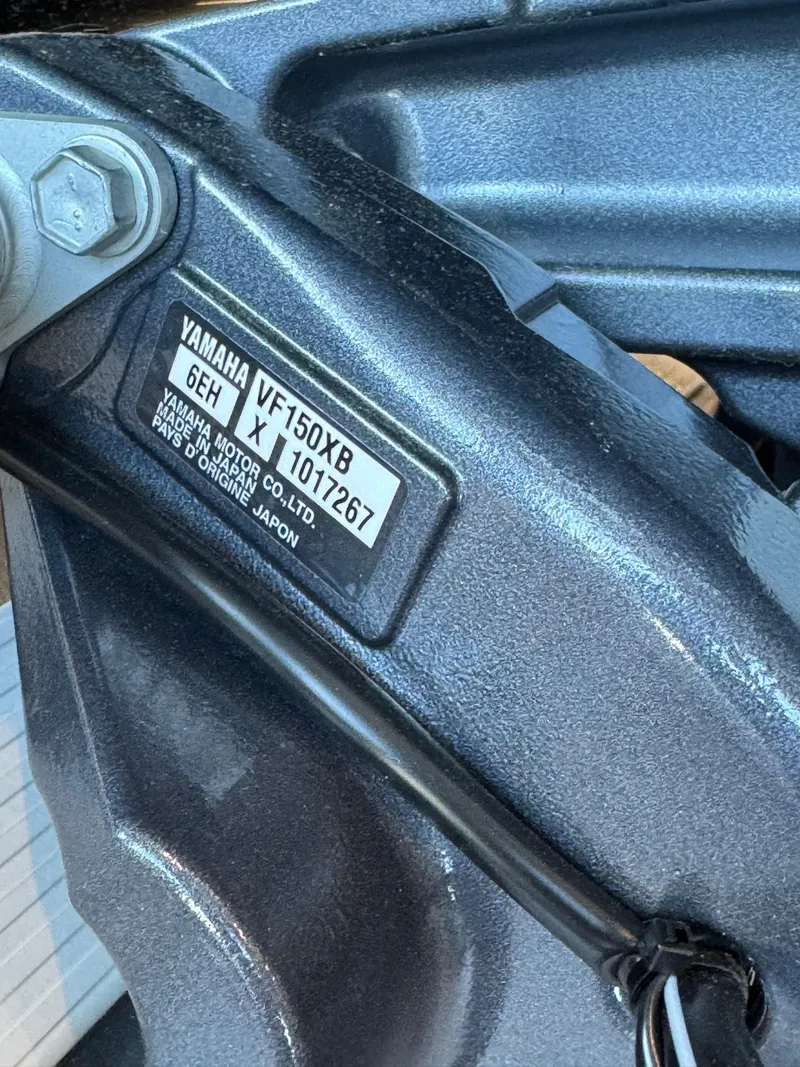 YAMAHA VF150XB
6EH X 1017267
YAMAHA MOTOR CO.,LTD.
MADE IN JAPAN
PAYS D'ORIGINE JAPON